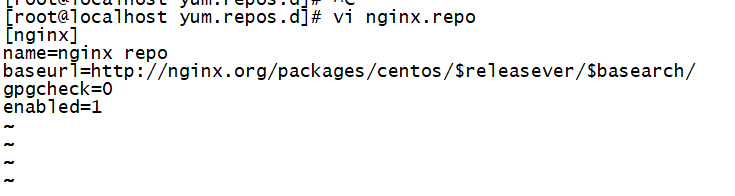 [root@localhost yum.repos.d]# ^C
[root@localhost yum.repos.d]# vi nginx.repo
[nginx]
name=nginx repo
baseurl=http://nginx.org/packages/centos/$releasever/$basearch/
gpgcheck=0
enabled=1
~
~
~
~